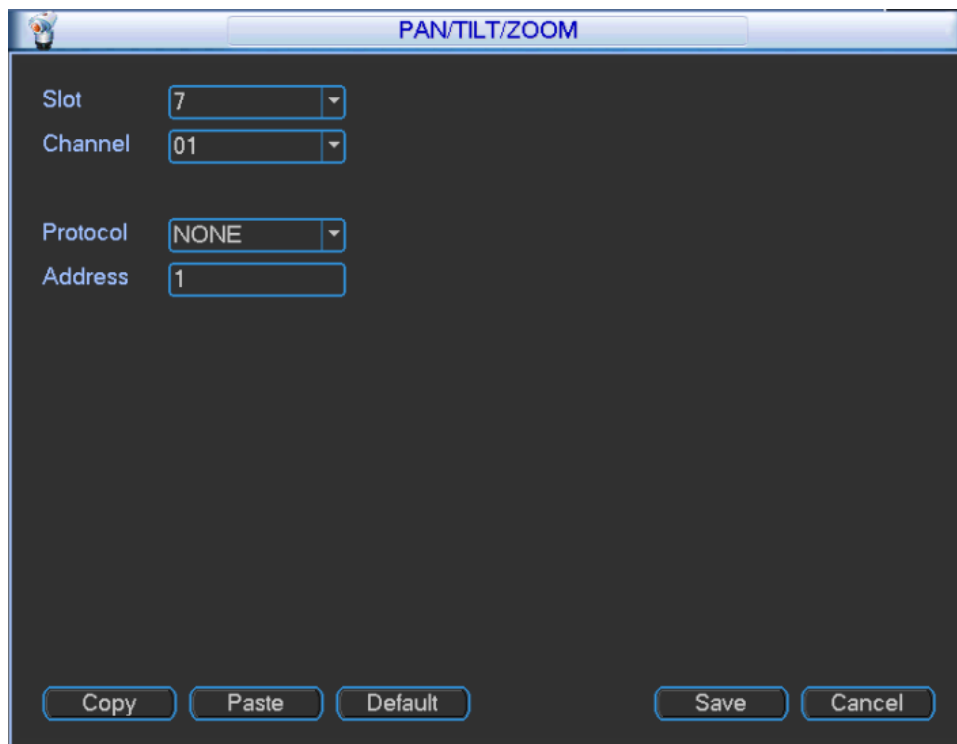 PAN/TILT/ZOOM
Slot 7
Channel 01
Protocol NONE
Address 1
Copy Paste Default Save Cancel